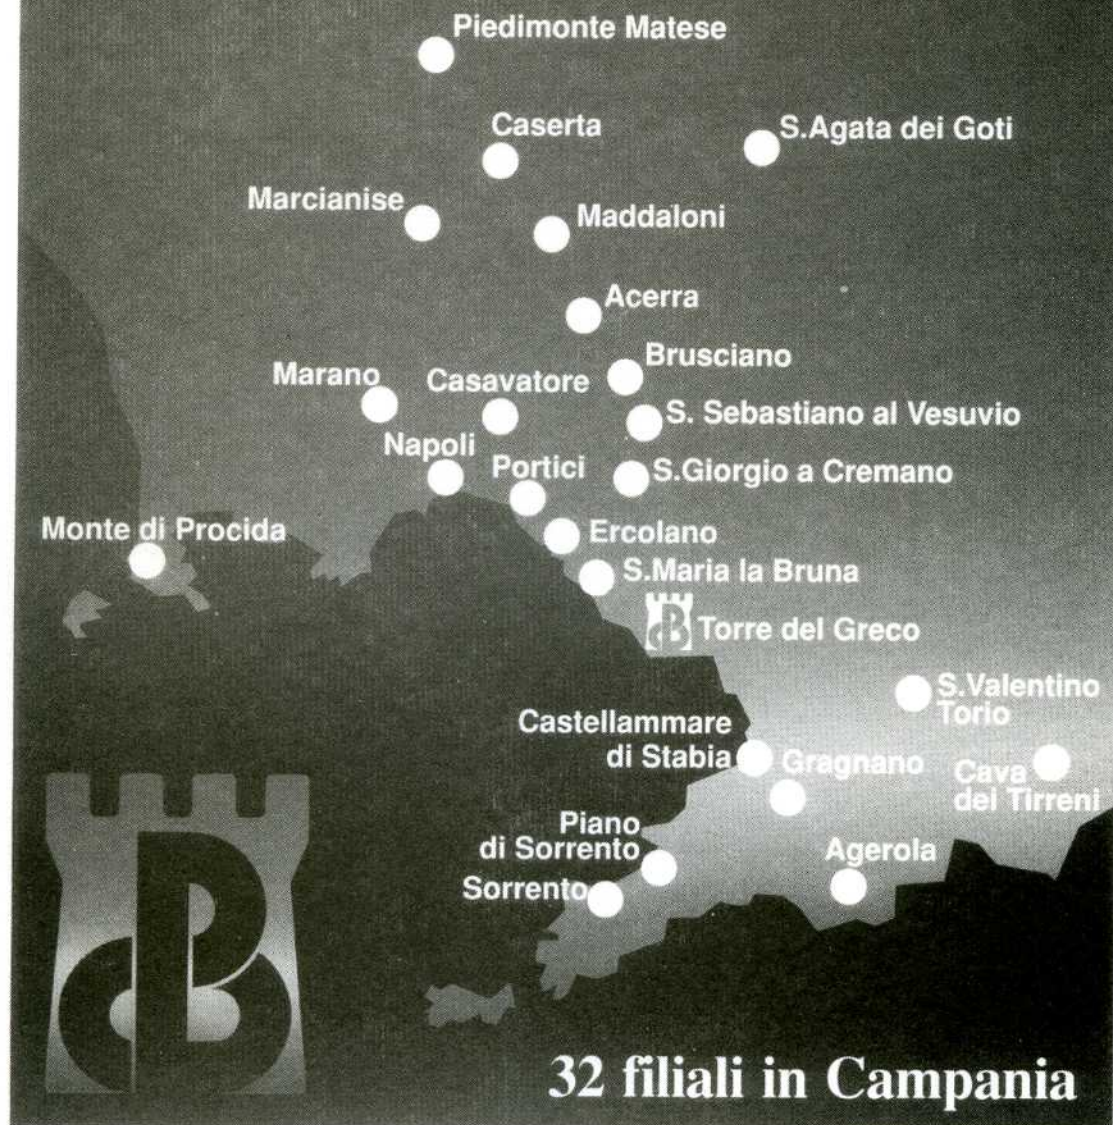 Piedimonte Matese
Caserta
S.Agata dei Goti
Marcianise
Maddaloni
Acerra
Brusciano
Marano
Casavatore
S. Sebastiano al Vesuvio
Napoli
Portici
S.Giorgio a Cremano
Monte di Procida
Ercolano
S.Maria la Bruna
Torre del Greco
S.Valentino
Torio
Castellammare
di Stabia
Gragnano
Cava
dei Tirreni
Piano
di Sorrento
Agerola
Sorrento
32 filiali in Campania